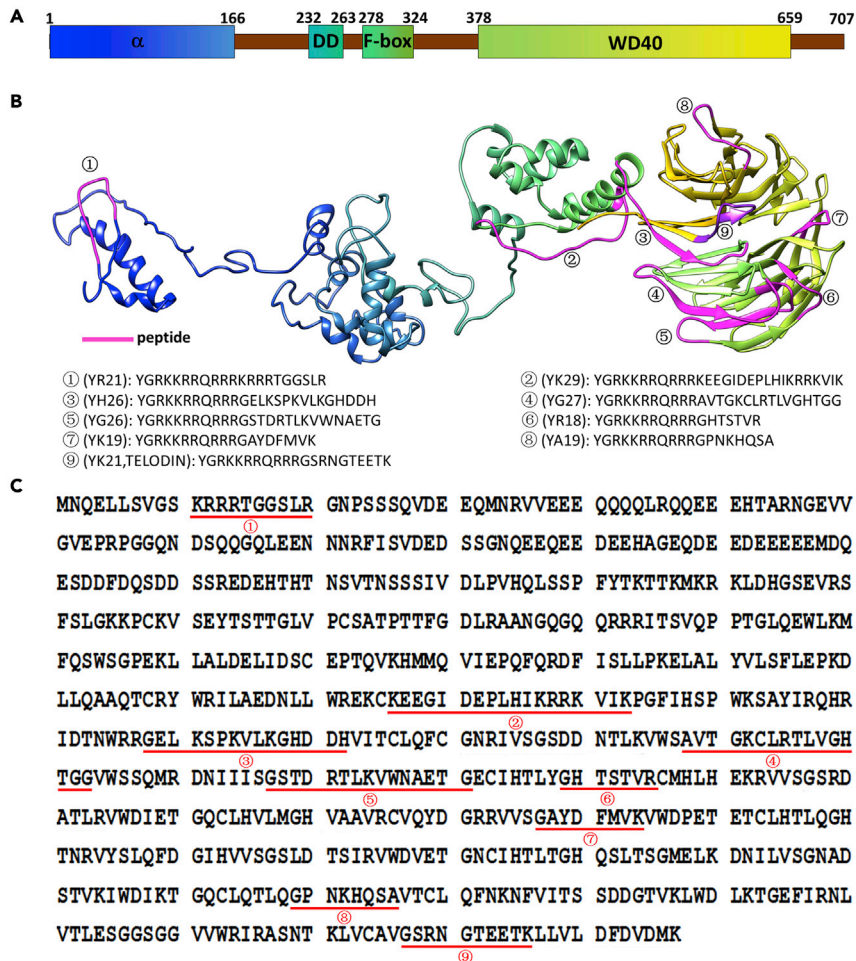 A
1 166 232 263 278 324 378 659 707
α DD F-box WD40
B
①
⑧
⑦
⑨
③
②
④
⑥
⑤
peptide
① (YR21): YGRKKRRQRRRKRRRTGGSLR
② (YK29): YGRKKRRQRRRKEEGIDEPLHIKRRKVIK
③ (YH26): YGRKKRRQRRRGELKSPKVLKGHDDH
④ (YG27): YGRKKRRQRRRAVTGKCLRTLVGHTGG
⑤ (YG26): YGRKKRRQRRRGSTDRTLKVWNAETG
⑥ (YR18): YGRKKRRQRRRGHTSTVR
⑦ (YK19): YGRKKRRQRRRGAYDFMVK
⑧ (YA19): YGRKKRRQRRRGPNKHQSA
⑨ (YK21,TELODIN): YGRKKRRQRRRGSRNGTEETK
C
MNQELLSVGS KRRRTGGSLR GNPSSSQVDE EQMNRVVEEE QQQQLRQQEE EHTARNGEVV
①
GVEPRPGGQN DSQQGQLEEN NNRFISVDED SSGNQEEQEE DEEHAGEQDE EDEEEEEMDQ
ESDDFDQSDD SSREDEHTHT NSVTNSSSIV DLPVHQLSSP FYTKTTKMKR KLDHGSEVRS
FSLGKKPCKV SEYTSTTGLV PCSATPTTFG DLRAANGQGQ QRRRITSVQP PTGLQEWLKM
FQSWSGPEKL LALDELIDSC EPTQVKHMMQ VIEPQFQRDF ISLLPKELAL YVLSFLEPKD
LLQAAQTCRY WRILAEDNLL WREKCKEEGI DEPLHIKRRK VIKPGFIHSP WKSAYIRQHR
②
IDTNWRRGEL KSPKVLKGHD DHVITCLQFC GNRIVSGSDD NTLKVWSAVT GKCLRTLVGH
③ ④
TGGVWSSQMR DNIIISGSTD RTLKVWNAET GECIHTLYGH TSTVRCMHLH EKRVVSGSRD
⑤ ⑥
ATLRVWDIET GQCLHVLMGH VAAVRCVQYD GRRVVSGAYD FMVKVWDPET ETCLHTLQGH
⑦
TNRVYSLQFD GIHVVSGSLD TSIRVWDVET GNCIHTLTGH QSLTSGMELK DNILVSGNAD
STVKIWDIKT GQCLQTLQGP NKHQSAVTCL QFNKNFVITS SDDGTVKLWD LKTGEFIRNL
⑧
VTLESGGSGG VVWRIRASNT KLVCAVGSRN GTEETKLLVL DFDVDMK
⑨